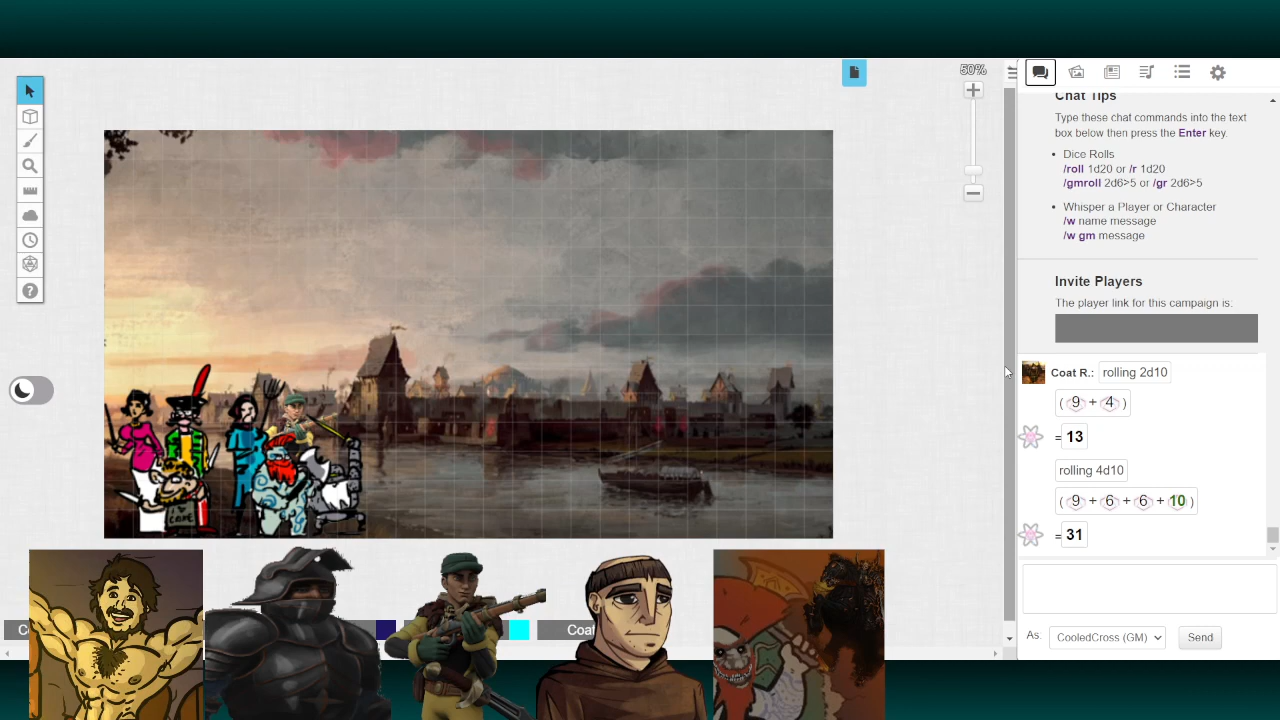 50%
Chat Tips
Type these chat commands into the text
box below then press the Enter key.
• Dice Rolls
/roll 1d20 or /r 1d20
/gmroll 2d6>5 or /gr 2d6>5
• Whisper a Player or Character
/w name message
/w gm message
Invite Players
The player link for this campaign is:
Coat R.: rolling 2d10
(9+4)
=13
rolling 4d10
(9+6+6+10)
=31
As: CooledCross (GM) Send
Coat